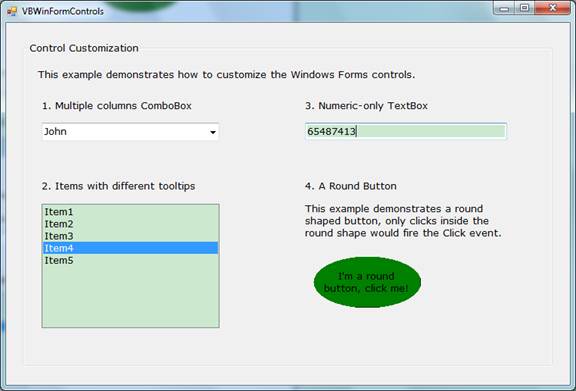 VBWinFormControls
Control Customization
This example demonstrates how to customize the Windows Forms controls.
1. Multiple columns ComboBox
John
3. Numeric-only TextBox
65487413
2. Items with different tooltips
Item1
Item2
Item3
Item4
Item5
4. A Round Button
This example demonstrates a round
shaped button, only clicks inside the
round shape would fire the Click event.
I'm a round
button, click me!